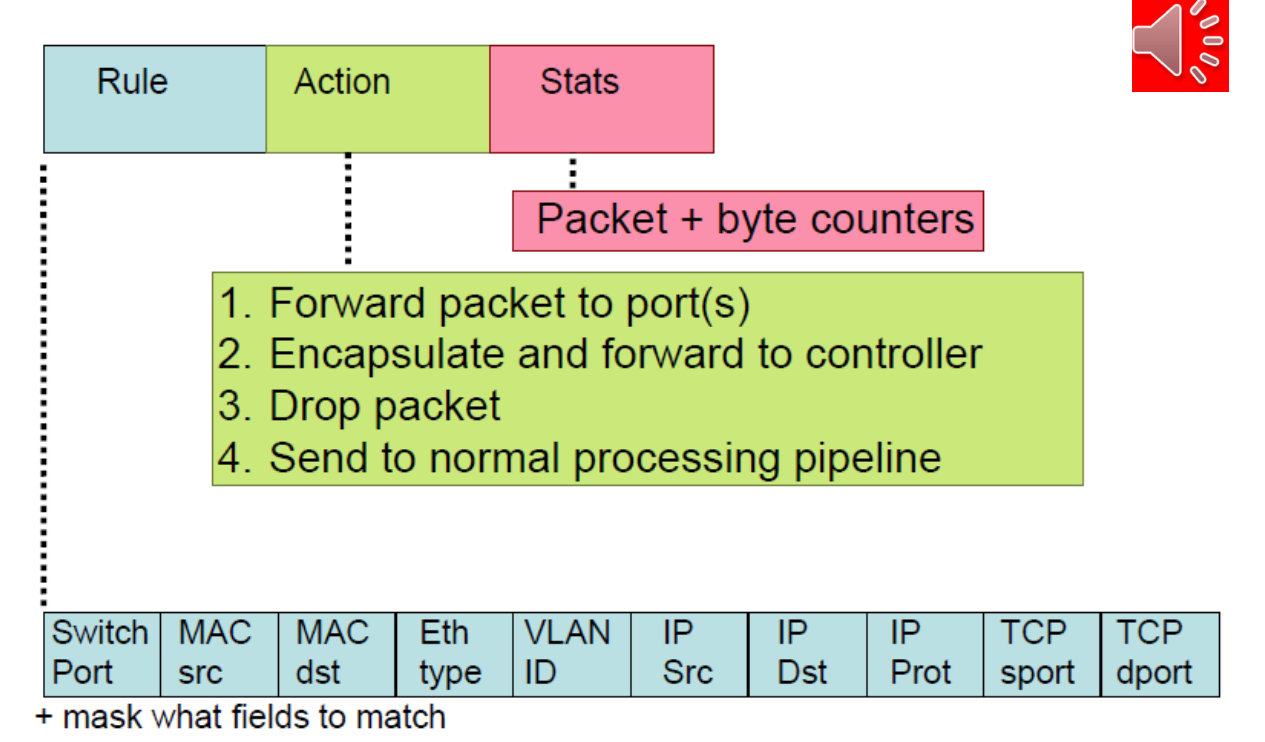 Rule Action Stats
Packet + byte counters
1. Forward packet to port(s)
2. Encapsulate and forward to controller
3. Drop packet
4. Send to normal processing pipeline
Switch MAC MAC Eth VLAN IP IP IP TCP TCP
Port src dst type ID Src Dst Prot sport dport
+ mask what fields to match